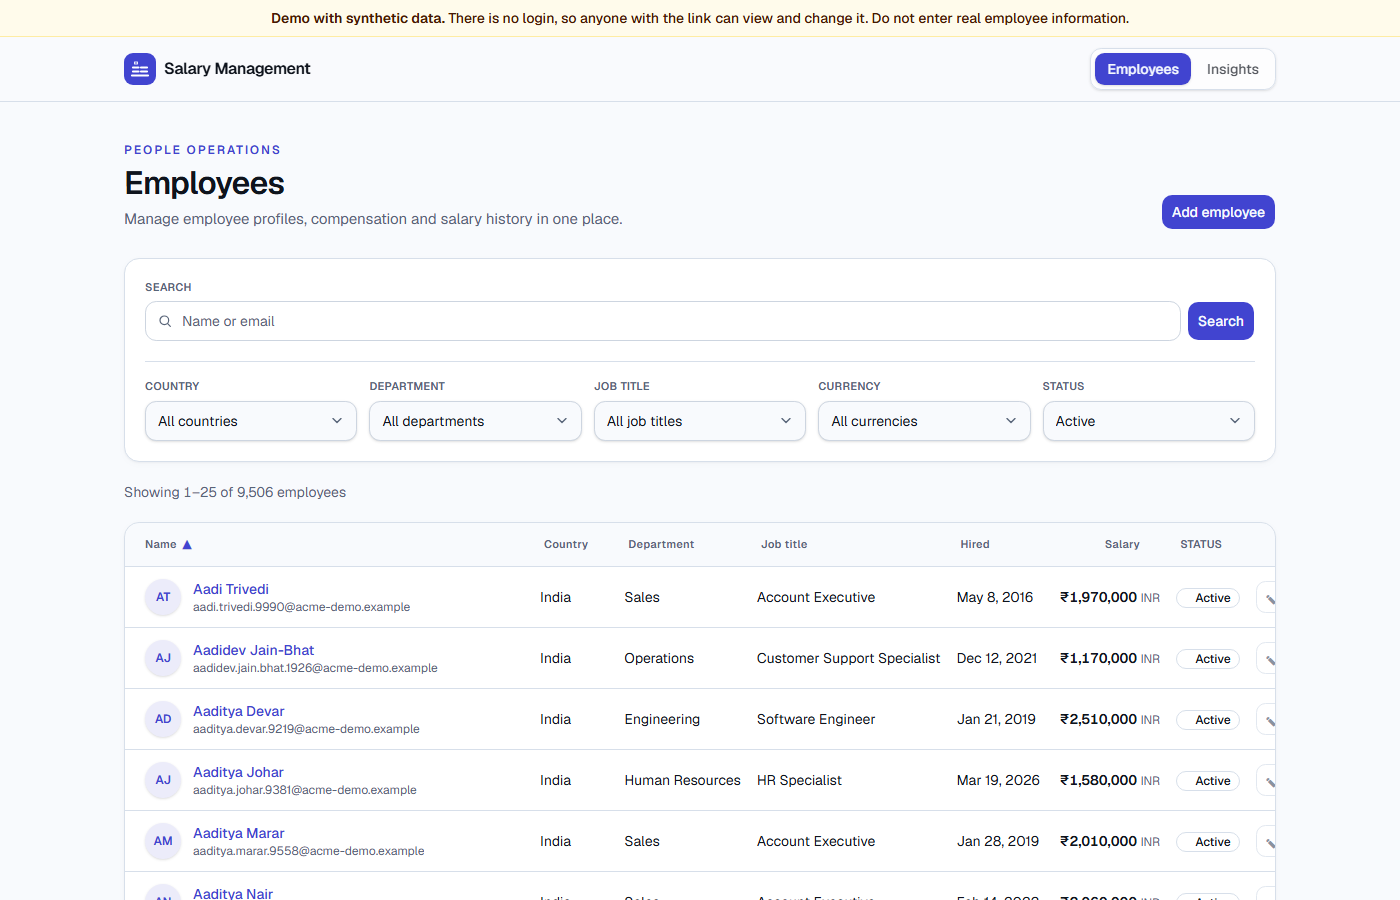 Demo with synthetic data. There is no login, so anyone with the link can view and change it. Do not enter real employee information.
Salary Management
Employees Insights
PEOPLE OPERATIONS
Employees
Manage employee profiles, compensation and salary history in one place.
Add employee
SEARCH
Name or email Search
COUNTRY DEPARTMENT JOB TITLE CURRENCY STATUS
All countries All departments All job titles All currencies Active
Showing 1–25 of 9,506 employees
Name ▲ Country Department Job title Hired Salary STATUS
AT Aadi Trivedi India Sales Account Executive May 8, 2016 ₹1,970,000 INR Active
aadi.trivedi.9990@acme-demo.example
AJ Aadidev Jain-Bhat India Operations Customer Support Specialist Dec 12, 2021 ₹1,170,000 INR Active
aadidev.jain.bhat.1926@acme-demo.example
AD Aaditya Devar India Engineering Software Engineer Jan 21, 2019 ₹2,510,000 INR Active
aaditya.devar.9219@acme-demo.example
AJ Aaditya Johar India Human Resources HR Specialist Mar 19, 2026 ₹1,580,000 INR Active
aaditya.johar.9381@acme-demo.example
AM Aaditya Marar India Sales Account Executive Jan 28, 2019 ₹2,010,000 INR Active
aaditya.marar.9558@acme-demo.example
Aaditya Nair